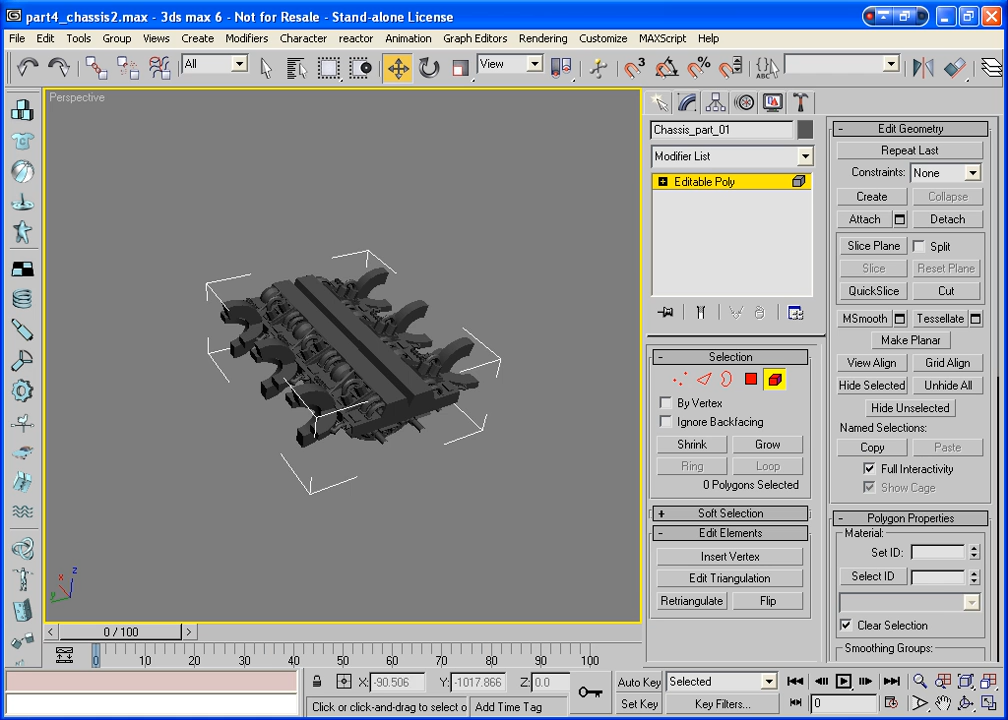 part4_chassis2.max - 3ds max 6 - Not for Resale - Stand-alone License
File Edit Tools Group Views Create Modifiers Character reactor Animation Graph Editors Rendering Customize MAXScript Help
All View 3 % ABC
Perspective
Chassis_part_01
Modifier List
Editable Poly
- Selection
By Vertex
Ignore Backfacing
Shrink Grow
Ring Loop
0 Polygons Selected
+ Soft Selection
- Edit Elements
Insert Vertex
Edit Triangulation
Retriangulate Flip
- Edit Geometry
Repeat Last
Constraints: None
Create Collapse
Attach Detach
Slice Plane Split
Slice Reset Plane
QuickSlice Cut
MSmooth Tessellate
Make Planar
View Align Grid Align
Hide Selected Unhide All
Hide Unselected
Named Selections:
Copy Paste
Full Interactivity
Show Cage
- Polygon Properties
Material:
Set ID:
Select ID
Clear Selection
Smoothing Groups:
z
x
y
< 0 / 100 >
0 10 20 30 40 50 60 70 80 90 100
X: -90.506 Y: -1017.866 Z: 0.0
Auto Key Selected
Click or click-and-drag to select o Add Time Tag
Set Key Key Filters... 0